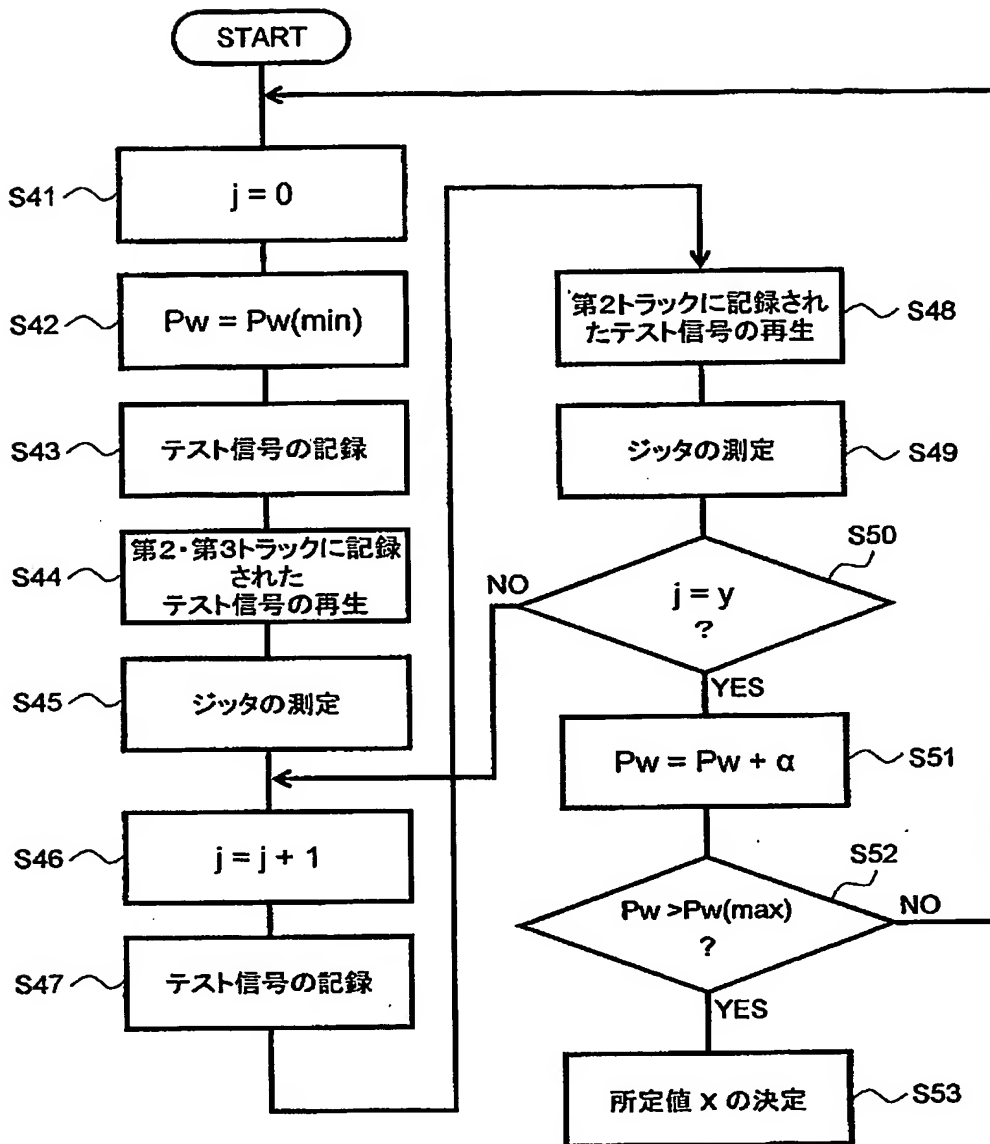 START
S41
j = 0
S42
Pw = Pw(min)
S43
テスト信号の記録
S44
第2・第3トラックに記録
された
テスト信号の再生
S45
ジッタの測定
S46
j = j + 1
S47
テスト信号の記録
第2トラックに記録され
たテスト信号の再生
S48
ジッタの測定
S49
S50
NO
j = y
?
YES
Pw = Pw + α
S51
S52
Pw >Pw(max)
?
NO
YES
所定値 x の決定
S53